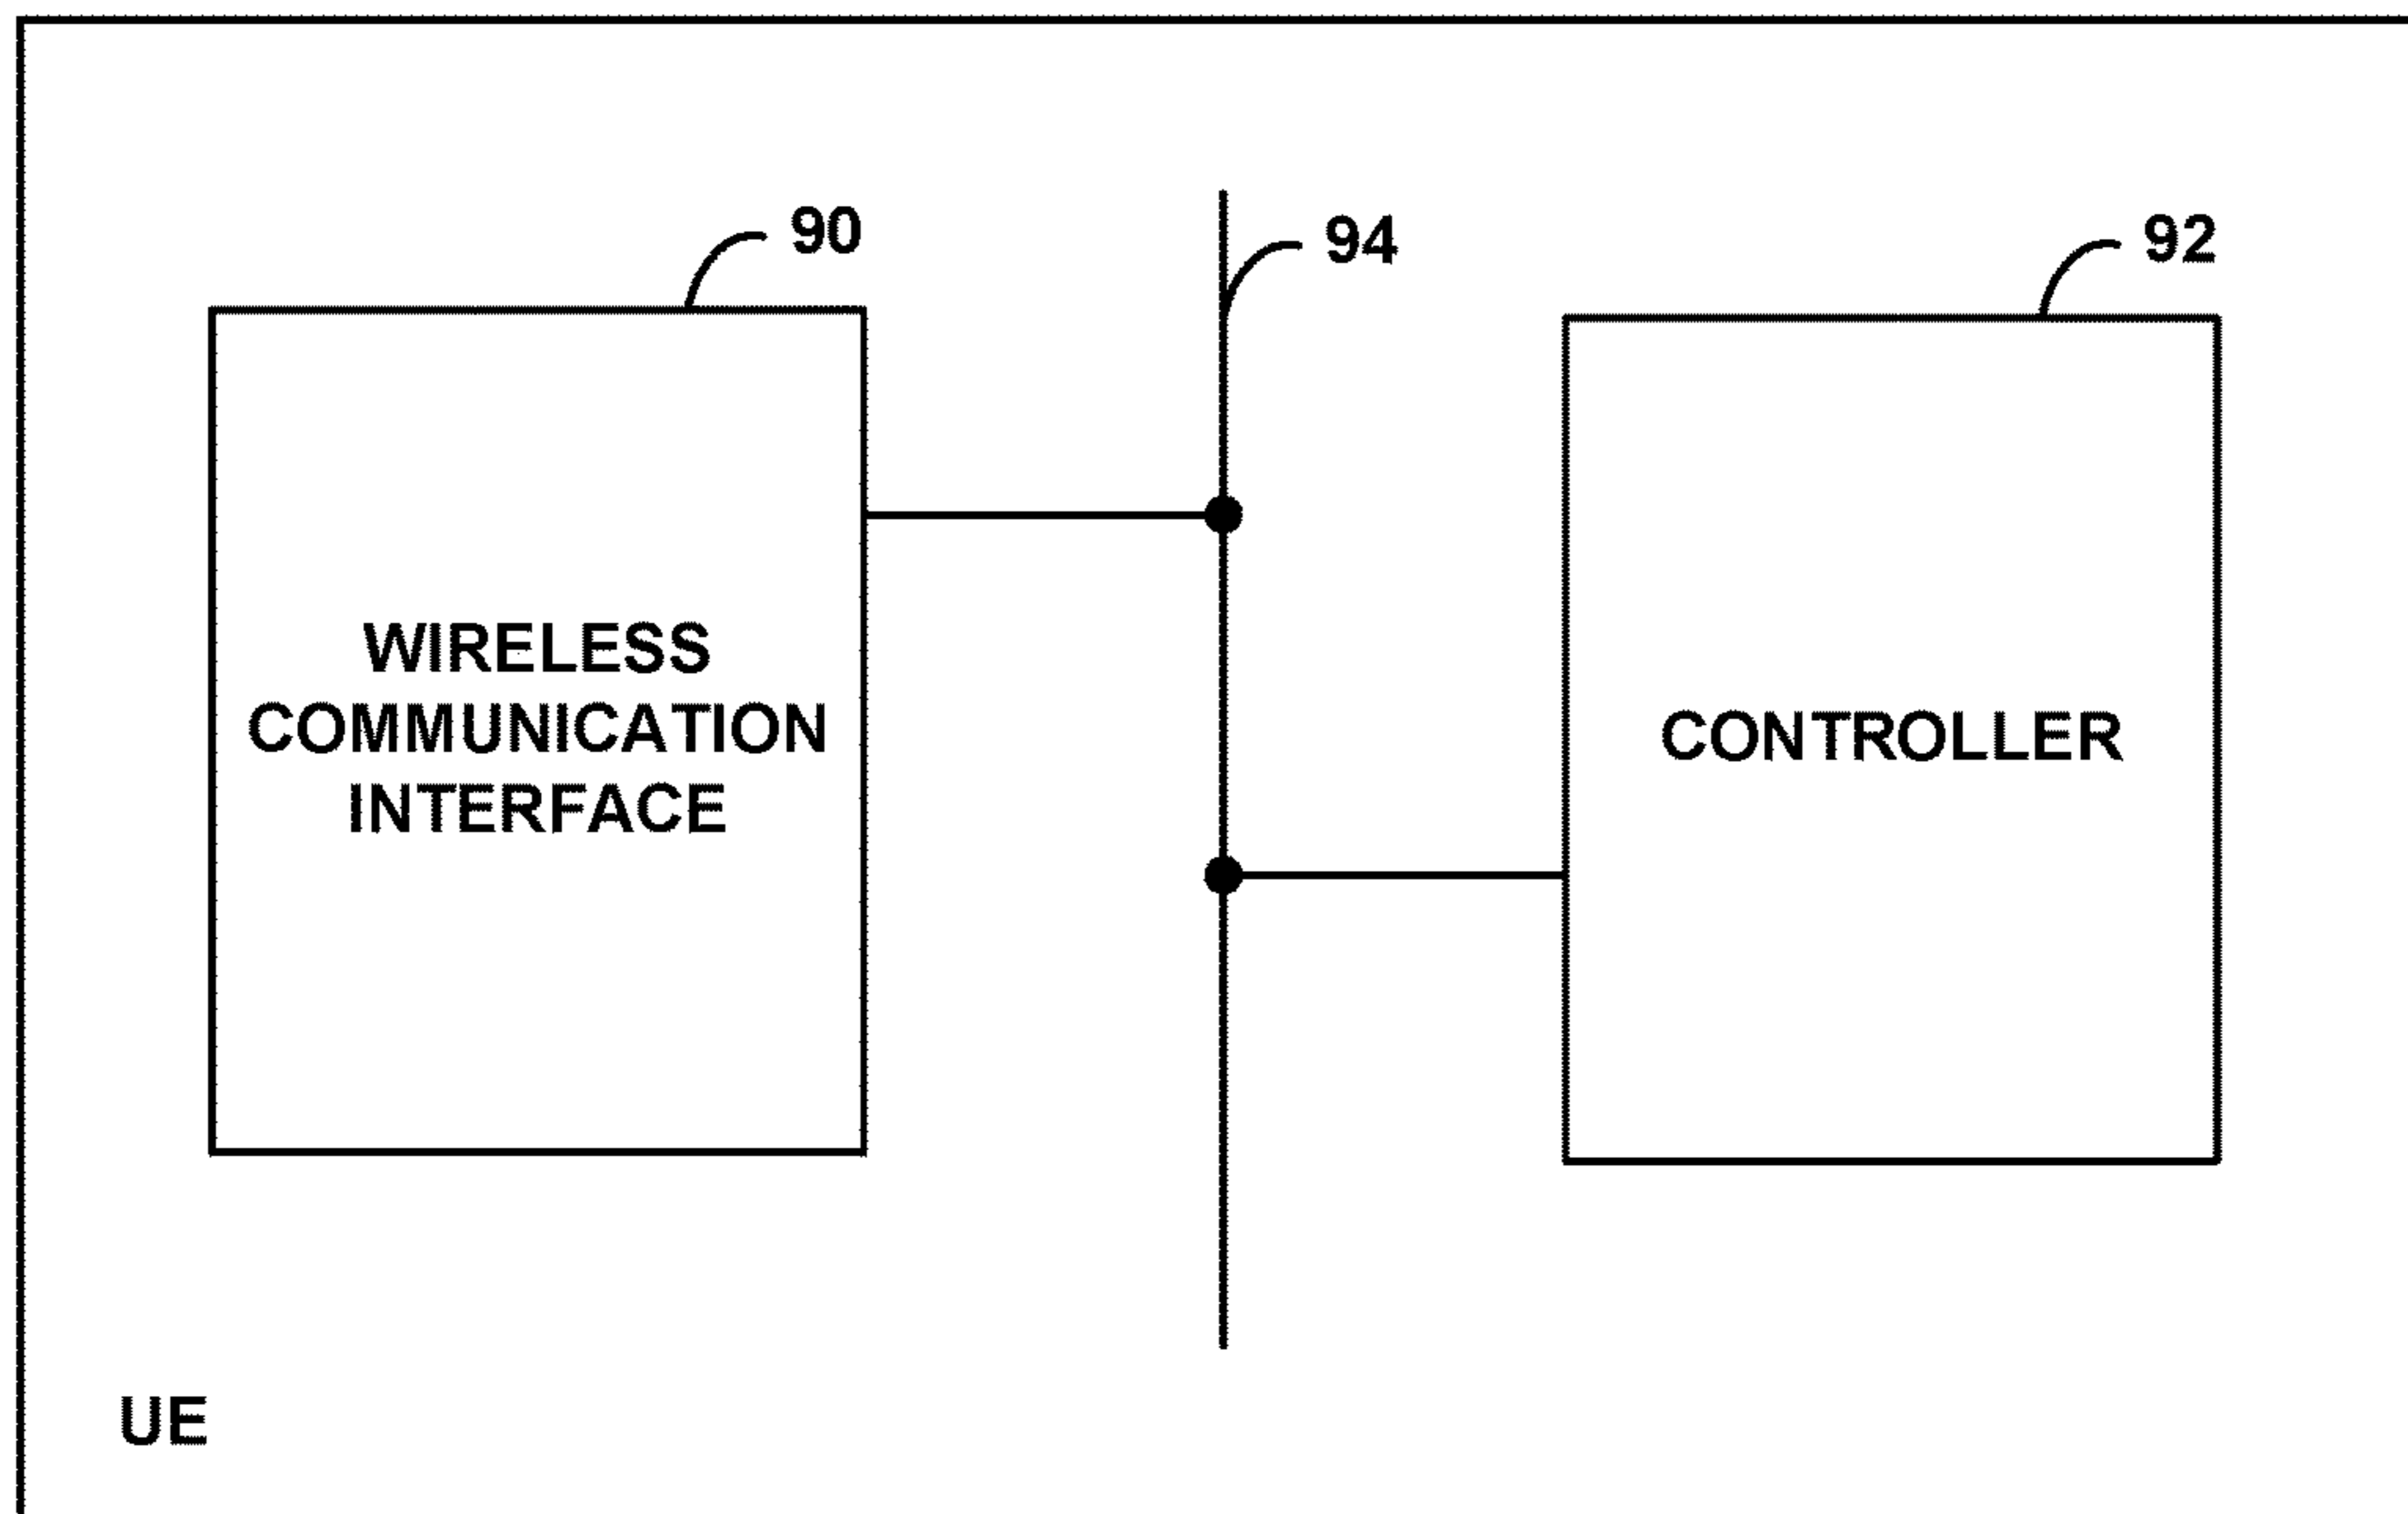 90
94
92
WIRELESS
COMMUNICATION
INTERFACE
CONTROLLER
UE